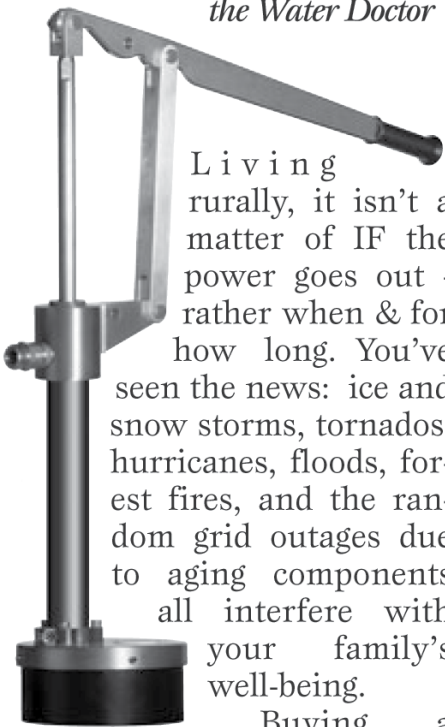 the Water Doctor
Living
rurally, it isn’t a
matter of IF the
power goes out -
rather when & for
how long. You’ve
seen the news: ice and
snow storms, tornados,
hurricanes, floods, for-
est fires, and the ran-
dom grid outages due
to aging components
all interfere with
your family’s
well-being.
Buying a